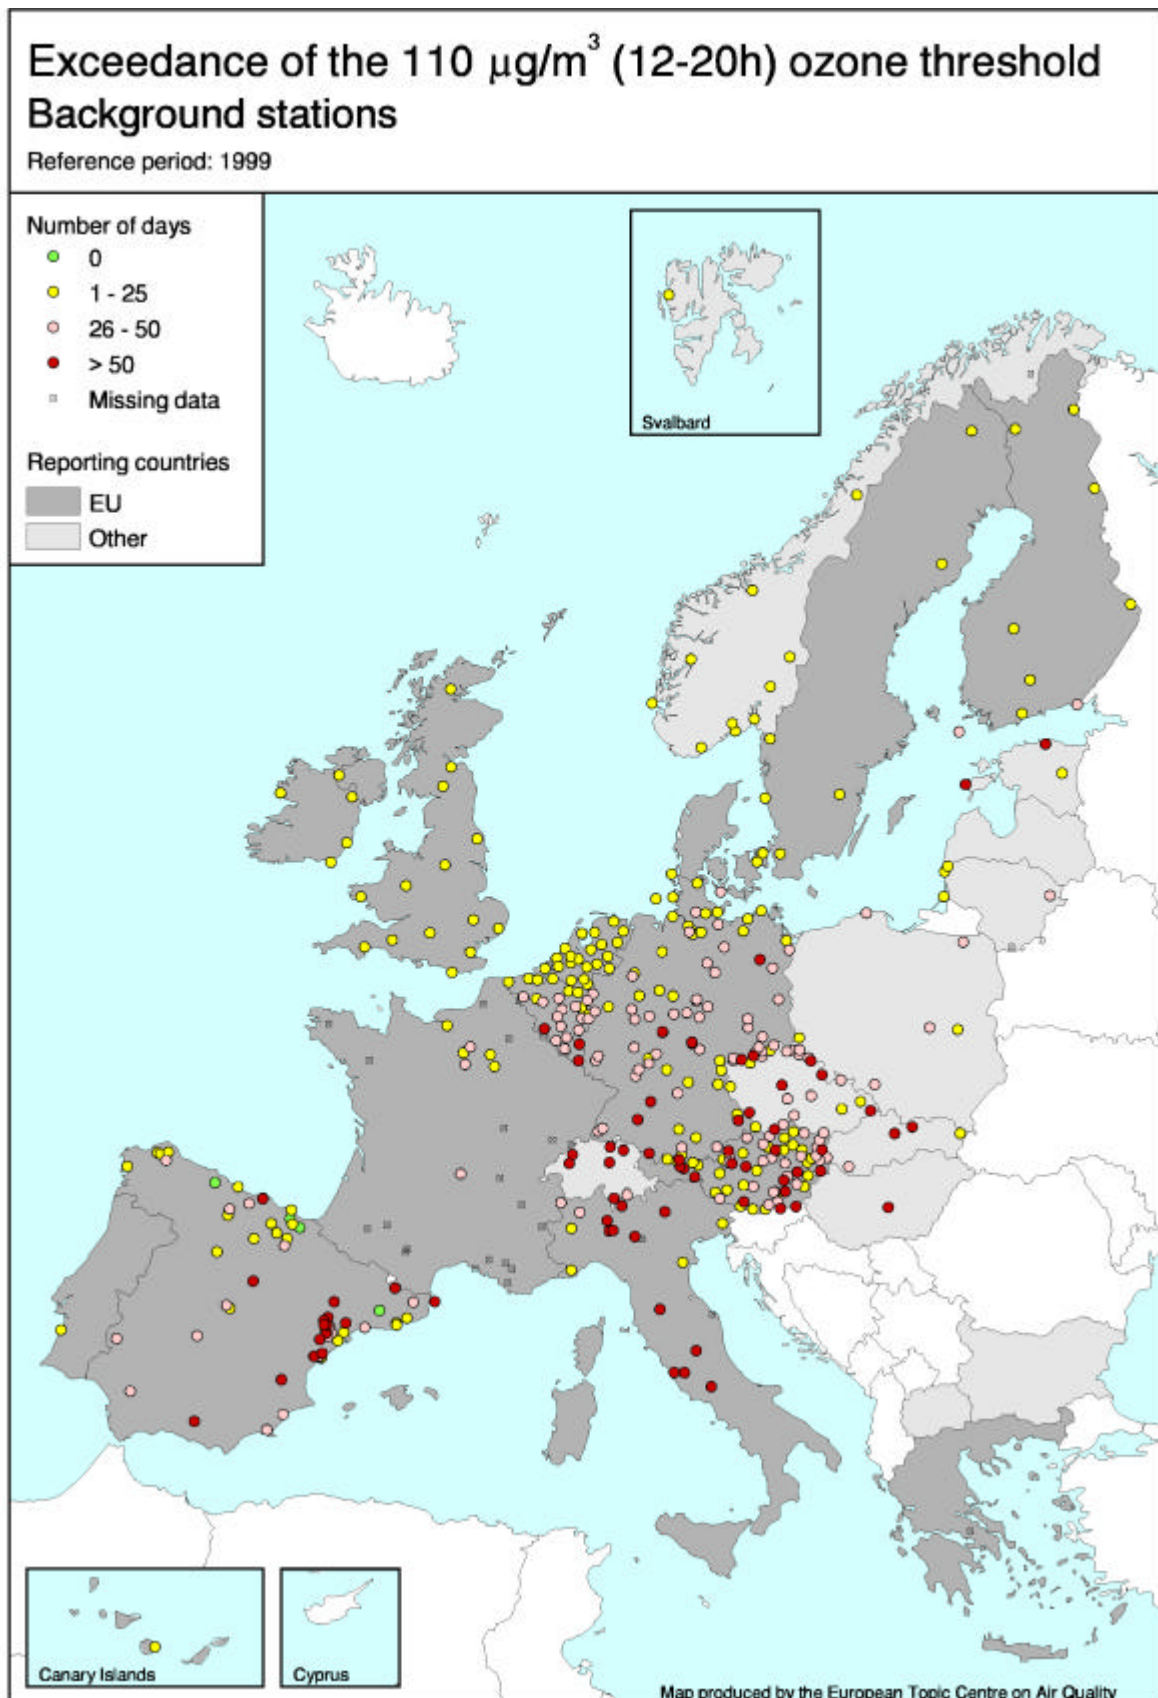 Exceedance of the 110 µg/m³ (12-20h) ozone threshold
Background stations
Reference period: 1999
Number of days
0
1 - 25
26 - 50
> 50
Missing data
Reporting countries
EU
Other
Svalbard
Canary Islands
Cyprus
Map produced by the European Topic Centre on Air Quality